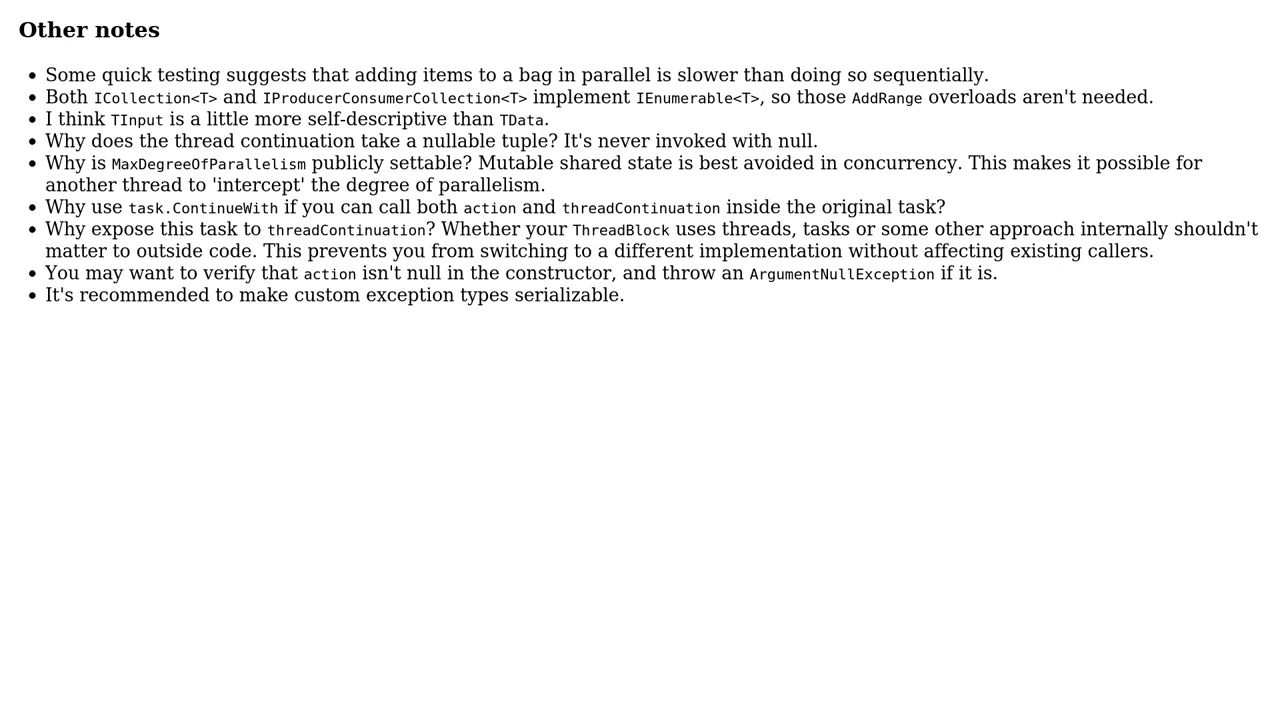 Other notes
• Some quick testing suggests that adding items to a bag in parallel is slower than doing so sequentially.
• Both ICollection<T> and IProducerConsumerCollection<T> implement IEnumerable<T>, so those AddRange overloads aren't needed.
• I think TInput is a little more self-descriptive than TData.
• Why does the thread continuation take a nullable tuple? It's never invoked with null.
• Why is MaxDegreeOfParallelism publicly settable? Mutable shared state is best avoided in concurrency. This makes it possible for
another thread to 'intercept' the degree of parallelism.
• Why use task.ContinueWith if you can call both action and threadContinuation inside the original task?
• Why expose this task to threadContinuation? Whether your ThreadBlock uses threads, tasks or some other approach internally shouldn't
matter to outside code. This prevents you from switching to a different implementation without affecting existing callers.
• You may want to verify that action isn't null in the constructor, and throw an ArgumentNullException if it is.
• It's recommended to make custom exception types serializable.